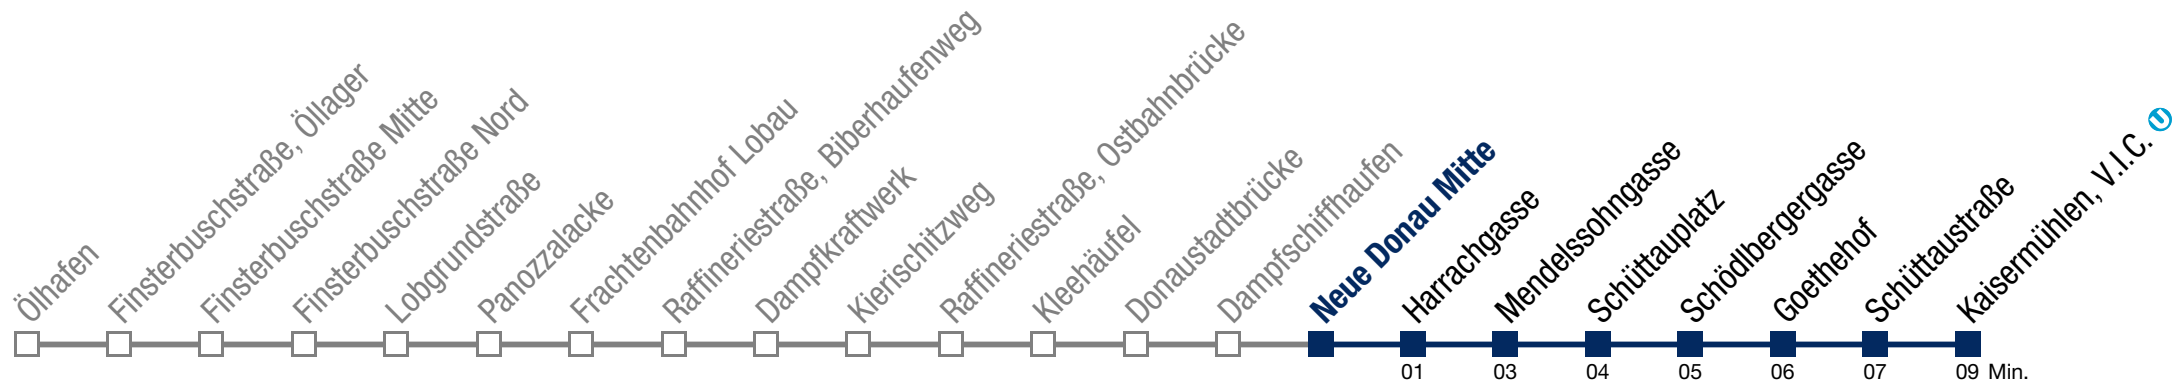 Ölhafen
Finsterbuschstraße, Öllager
Finsterbuschstraße Mitte
Finsterbuschstraße Nord
Lobgrundstraße
Panozzalacke
Frachtenbahnhof Lobau
Raffineriestraße, Biberhaufenweg
Dampfkraftwerk
Kierischitzweg
Raffineriestraße, Ostbahnbrücke
Kleehäufel
Donaustadtbrücke
Dampfschiffhaufen
Neue Donau Mitte
Harrachgasse
Mendelssohngasse
Schüttauplatz
Schödlbergergasse
Goethehof
Schüttaustraße
Kaisermühlen, V.I.C. U
01 03 04 05 06 07 09 Min.